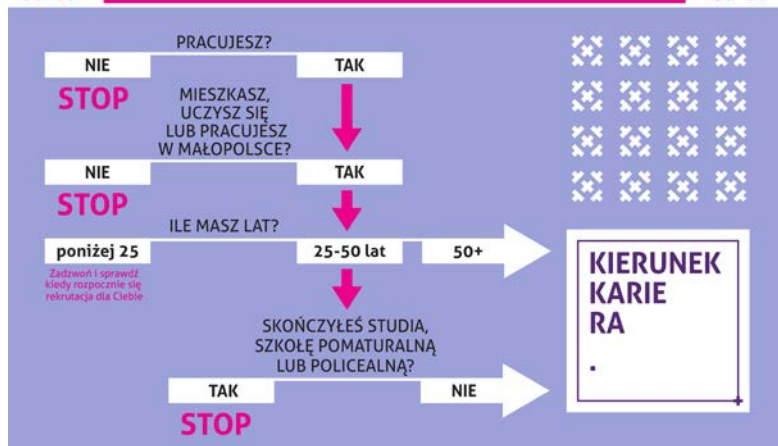 PRACUJESZ?
NIE
TAK
STOP
MIESZKASZ,
UCZYSZ SIĘ
LUB PRACUJESZ
W MAŁOPOLSCE?
NIE
TAK
STOP
ILE MASZ LAT?
poniżej 25
25-50 lat
50+
Zadzwoń i sprawdź
kiedy rozpocznie się
rekrutacja dla Ciebie
SKOŃCZYŁEŚ STUDIA,
SZKOŁĘ POMATURALNĄ
LUB POLICEALNĄ?
TAK
NIE
STOP
KIERUNEK
KARIE
RA
.